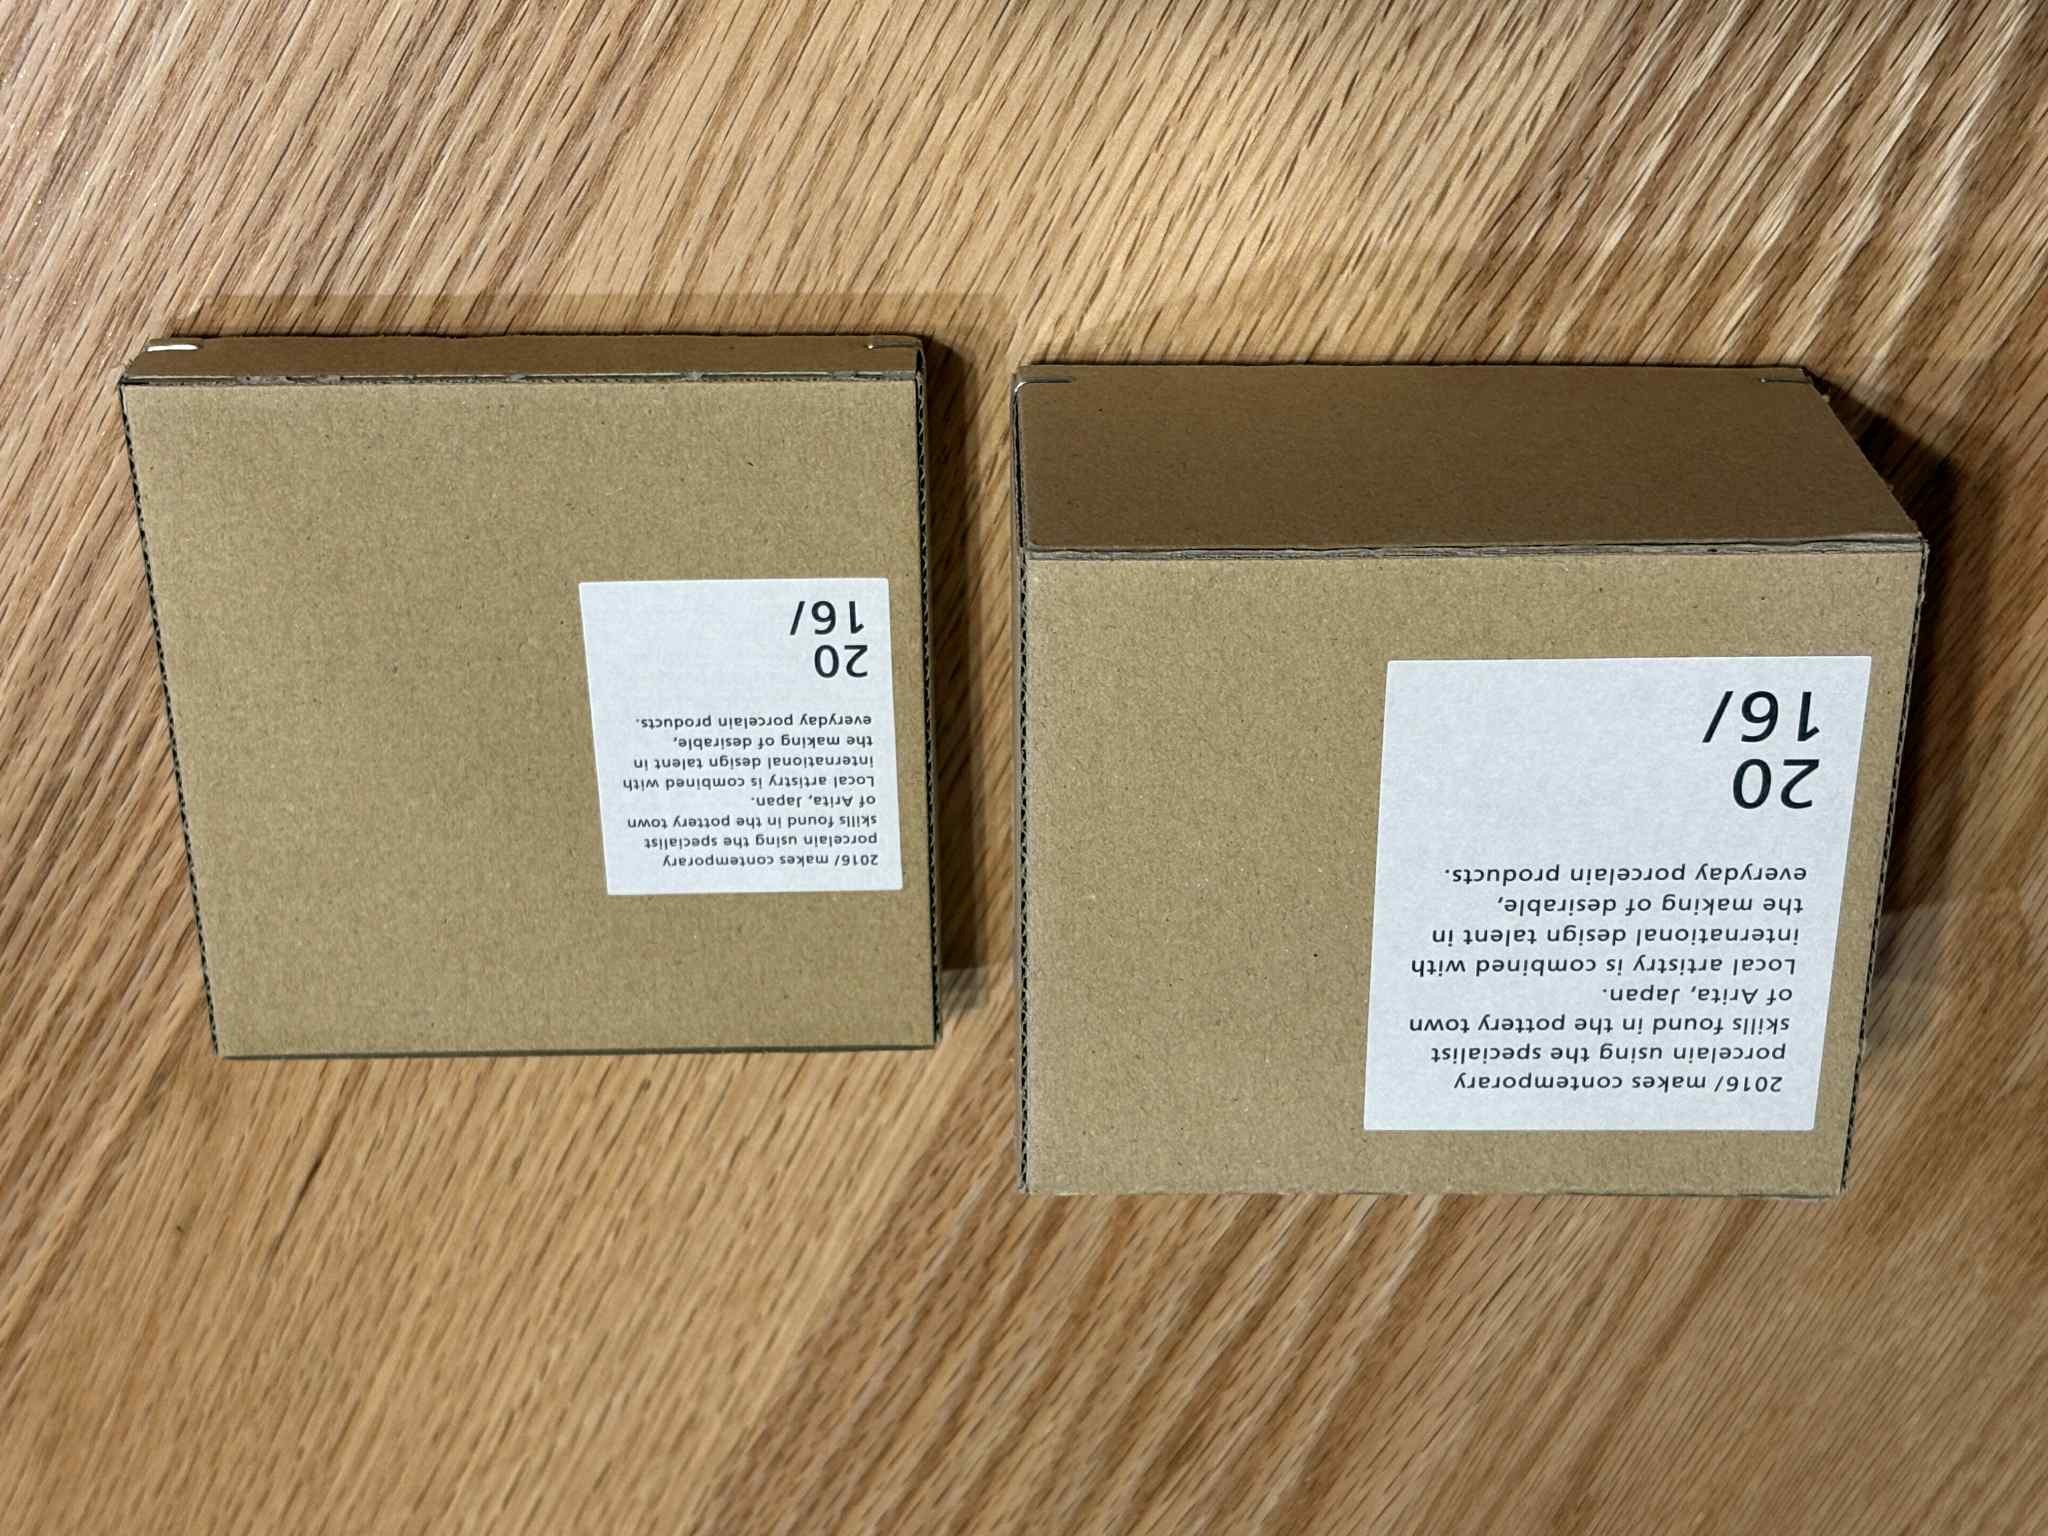 2016/ makes contemporary
porcelain using the specialist
skills found in the pottery town
of Arita, Japan.
Local artistry is combined with
international design talent in
the making of desirable,
everyday porcelain products.
20
16/
2016/ makes contemporary
porcelain using the specialist
skills found in the pottery town
of Arita, Japan.
Local artistry is combined with
international design talent in
the making of desirable,
everyday porcelain products.
20
16/